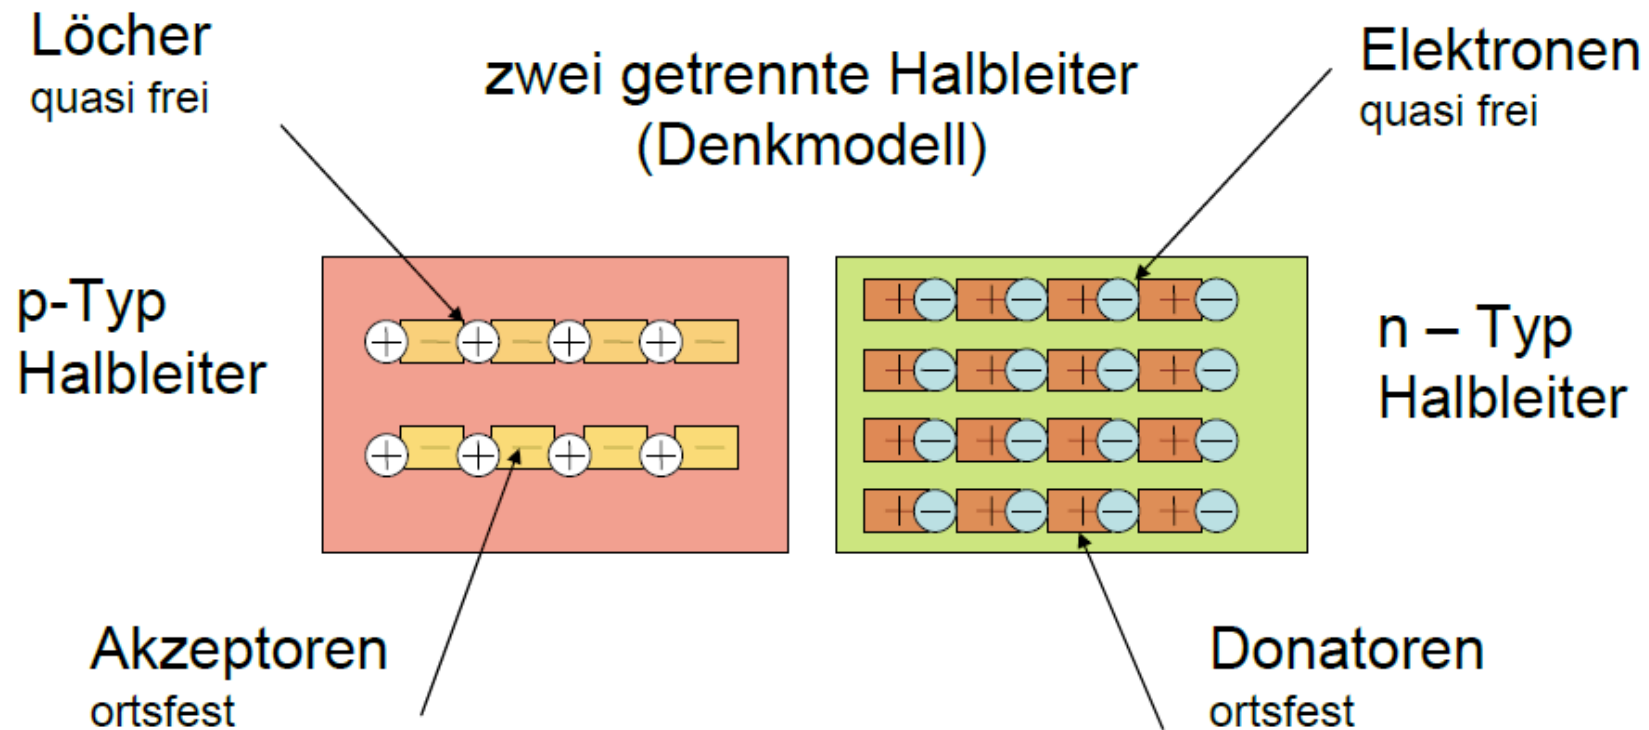 Löcher
quasi frei
zwei getrennte Halbleiter
(Denkmodell)
Elektronen
quasi frei
p-Typ
Halbleiter
+ − + − + − + −
+ − + − + − + −
+ − + − + − + −
+ − + − + − + −
+ − + − + − + −
+ − + − + − + −
n – Typ
Halbleiter
Akzeptoren
ortsfest
Donatoren
ortsfest